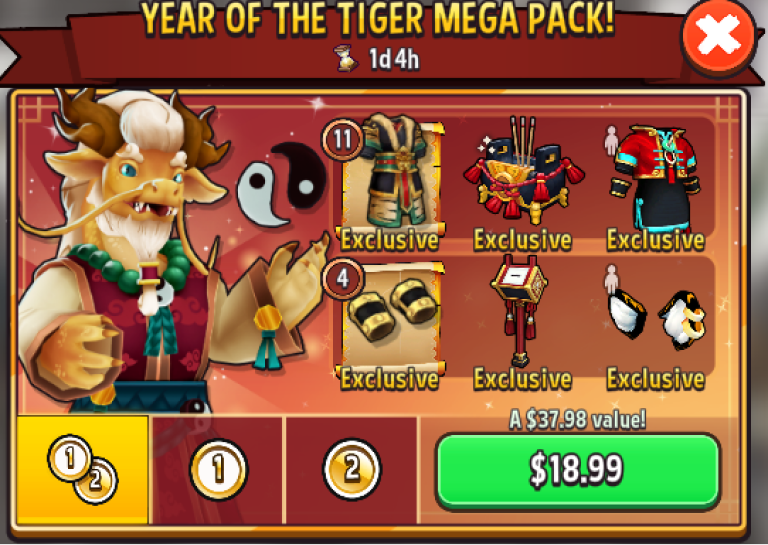 YEAR OF THE TIGER MEGA PACK!
1d 4h
11
Exclusive Exclusive Exclusive
4
Exclusive Exclusive Exclusive
A $37.98 value!
1 2 1 2 $18.99